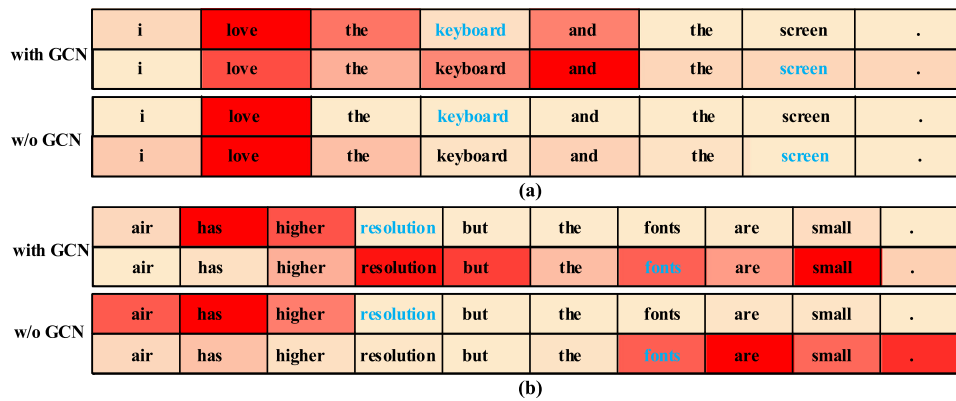 i love the keyboard and the screen .
with GCN
i love the keyboard and the screen .
i love the keyboard and the screen .
w/o GCN
i love the keyboard and the screen .
(a)
air has higher resolution but the fonts are small .
with GCN
air has higher resolution but the fonts are small .
air has higher resolution but the fonts are small .
w/o GCN
air has higher resolution but the fonts are small .
(b)